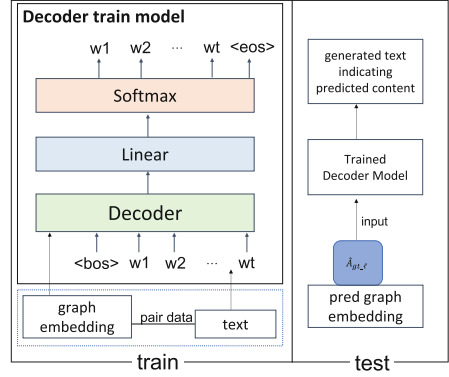 Decoder train model
w1 w2 ... wt <eos>
Softmax
Linear
Decoder
<bos> w1 w2 ... wt
graph
embedding
pair data
text
train
generated text
indicating
predicted content
Trained
Decoder Model
input
pred graph
embedding
test